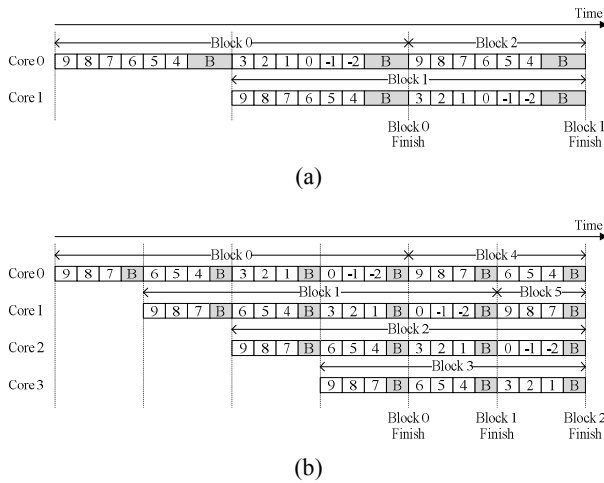 Time
Block 0 Block 2
Core 0 9 8 7 6 5 4 B 3 2 1 0 -1 -2 B 9 8 7 6 5 4 B
Block 1
Core 1 9 8 7 6 5 4 B 3 2 1 0 -1 -2 B
Block 0 Block 1
Finish Finish
(a)
Time
Block 0 Block 4
Core 0 9 8 7 B 6 5 4 B 3 2 1 B 0 -1 -2 B 9 8 7 B 6 5 4 B
Block 1 Block 5
Core 1 9 8 7 B 6 5 4 B 3 2 1 B 0 -1 -2 B 9 8 7 B
Block 2
Core 2 9 8 7 B 6 5 4 B 3 2 1 B 0 -1 -2 B
Block 3
Core 3 9 8 7 B 6 5 4 B 3 2 1 B
Block 0 Block 1 Block 2
Finish Finish Finish
(b)